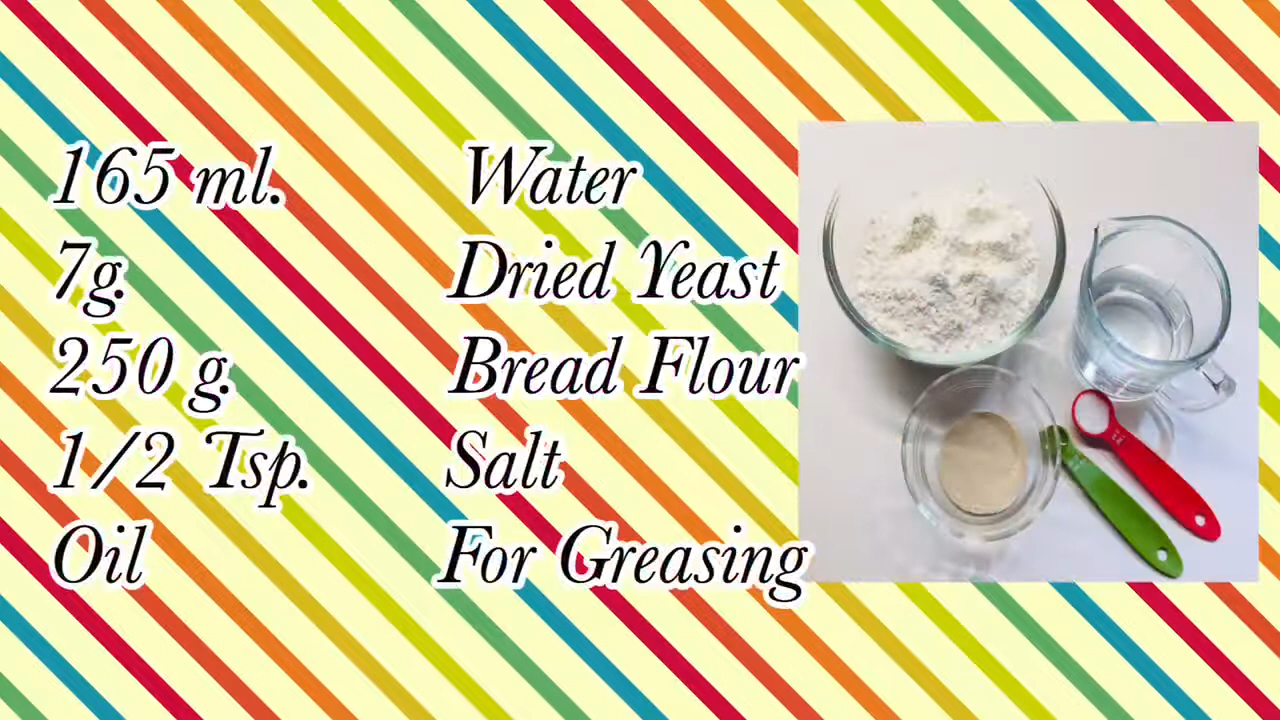 165 ml. Water
7g. Dried Yeast
250 g. Bread Flour
1/2 Tsp. Salt
Oil For Greasing